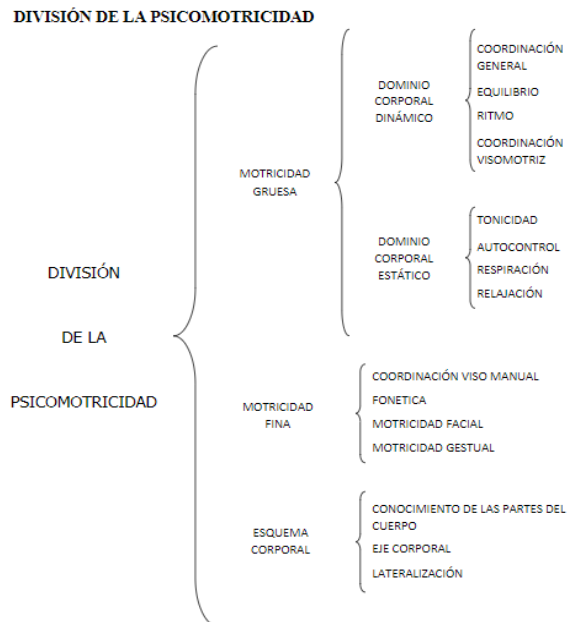 DIVISIÓN DE LA PSICOMOTRICIDAD
DIVISIÓN
DE LA
PSICOMOTRICIDAD
MOTRICIDAD
GRUESA
DOMINIO
CORPORAL
DINÁMICO
COORDINACIÓN
GENERAL
EQUILIBRIO
RITMO
COORDINACIÓN
VISOMOTRIZ
DOMINIO
CORPORAL
ESTÁTICO
TONICIDAD
AUTOCONTROL
RESPIRACIÓN
RELAJACIÓN
MOTRICIDAD
FINA
COORDINACIÓN VISO MANUAL
FONETICA
MOTRICIDAD FACIAL
MOTRICIDAD GESTUAL
ESQUEMA
CORPORAL
CONOCIMIENTO DE LAS PARTES DEL
CUERPO
EJE CORPORAL
LATERALIZACIÓN